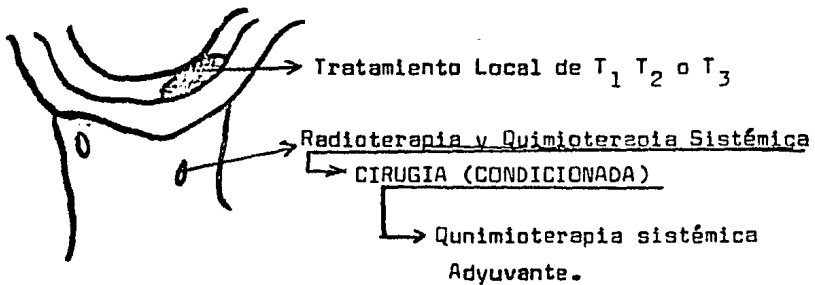 Tratamiento Local de T1 T2 o T3
Radioterapia y Quimioterapia Sistémica
CIRUGIA (CONDICIONADA)
Qunimioterapia sistémica
Adyuvante.